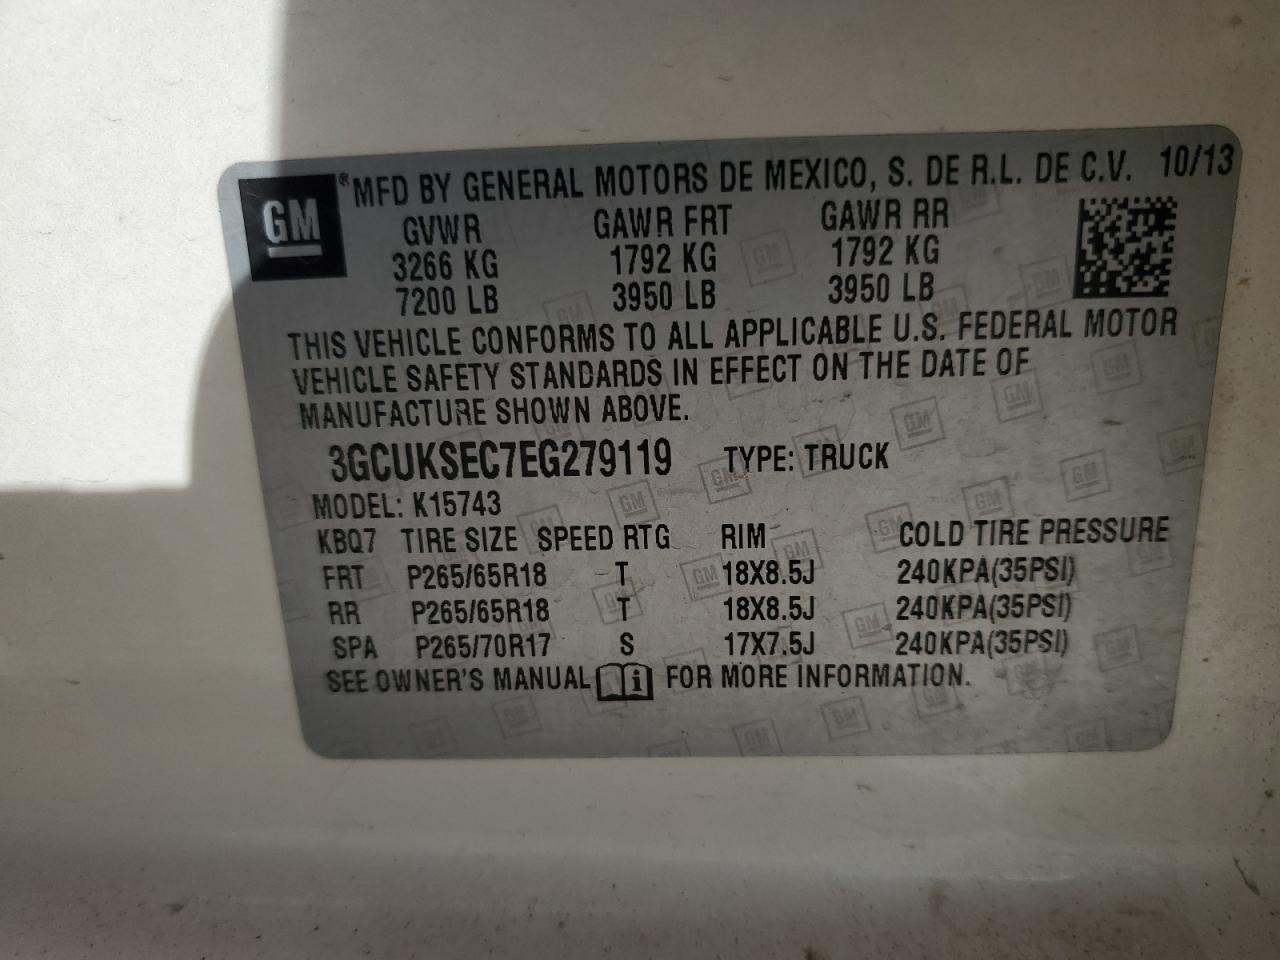 GM ® MFD BY GENERAL MOTORS DE MEXICO, S. DE R.L. DE C.V. 10/13
GVWR GAWR FRT GAWR RR
3266 KG 1792 KG 1792 KG
7200 LB 3950 LB 3950 LB
THIS VEHICLE CONFORMS TO ALL APPLICABLE U.S. FEDERAL MOTOR
VEHICLE SAFETY STANDARDS IN EFFECT ON THE DATE OF
MANUFACTURE SHOWN ABOVE.
3GCUKSEC7EG279119 TYPE: TRUCK
MODEL: K15743
KBQ7 TIRE SIZE SPEED RTG RIM COLD TIRE PRESSURE
FRT P265/65R18 T 18X8.5J 240KPA(35PSI)
RR P265/65R18 T 18X8.5J 240KPA(35PSI)
SPA P265/70R17 S 17X7.5J 240KPA(35PSI)
SEE OWNER'S MANUAL i FOR MORE INFORMATION.